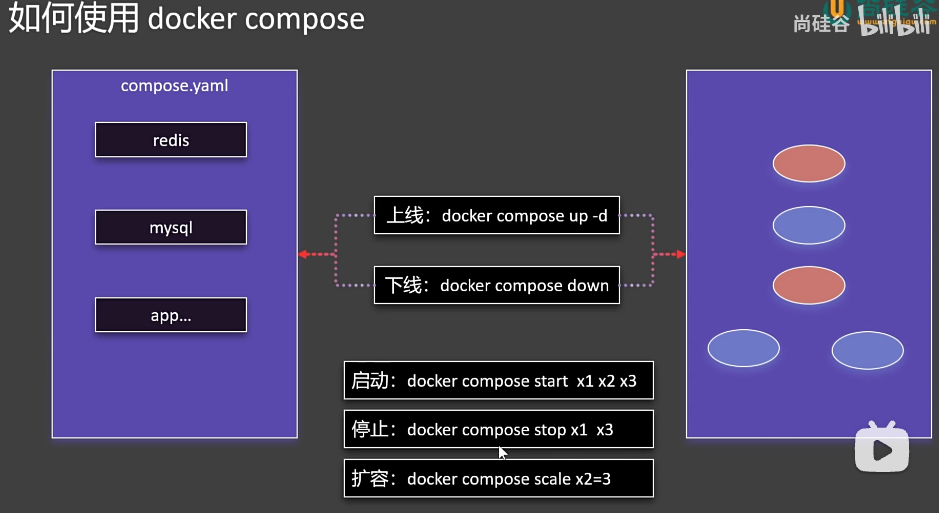 如何使用 docker compose
尚硅谷 bilibili
compose.yaml
redis
mysql
app...
上线：docker compose up -d
下线：docker compose down
启动：docker compose start x1 x2 x3
停止：docker compose stop x1 x3
扩容：docker compose scale x2=3